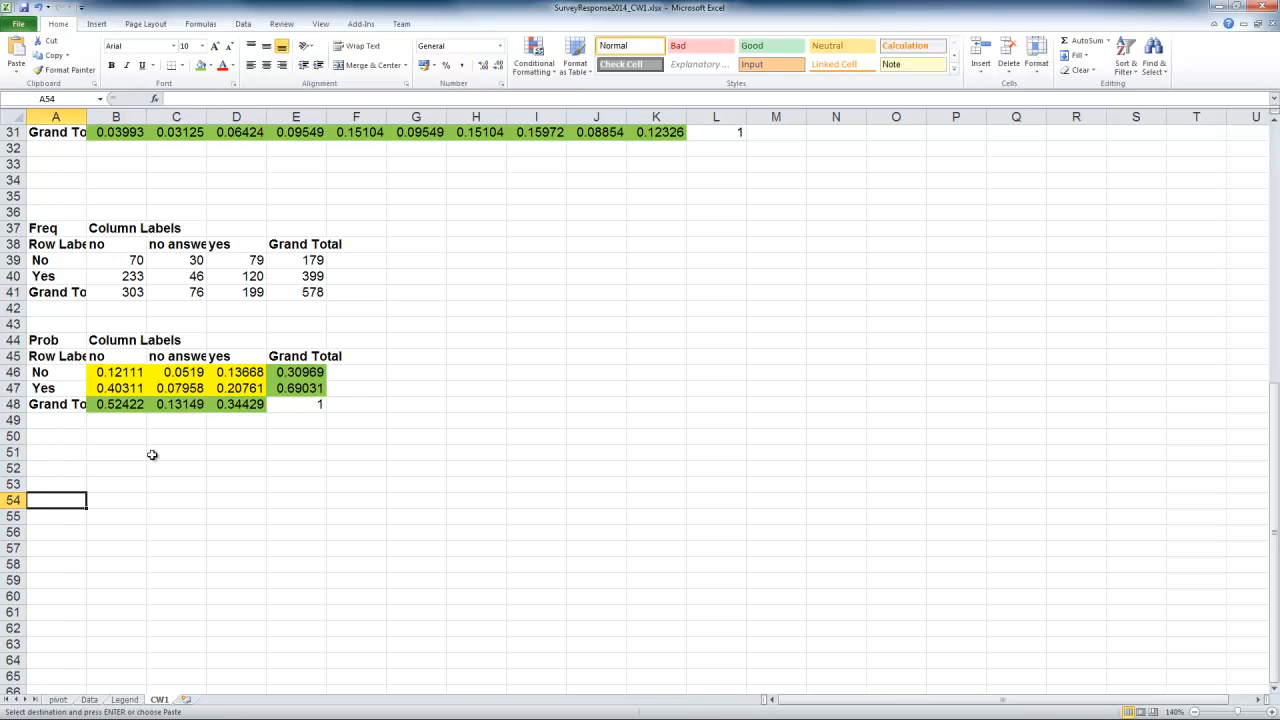 SurveyResponse2014_CW1.xlsx - Microsoft Excel
File Home Insert Page Layout Formulas Data Review View Add-Ins Team
Paste Cut Copy Format Painter Clipboard
Arial 10 A A B I U A Font
Wrap Text Merge & Center Alignment
General $ % , Number
Conditional Formatting Format as Table
Normal Bad Good Neutral Calculation
Check Cell Explanatory ... Input Linked Cell Note
Styles
Insert Delete Format Cells
Σ AutoSum Fill Clear Sort & Filter Find & Select Editing
A54 fx
A B C D E F G H I J K L M N O P Q R S T U
31 Grand To 0.03993 0.03125 0.06424 0.09549 0.15104 0.09549 0.15104 0.15972 0.08854 0.12326 1
32
33
34
35
36
37 Freq Column Labels
38 Row Labe no no answe yes Grand Total
39 No 70 30 79 179
40 Yes 233 46 120 399
41 Grand To 303 76 199 578
42
43
44 Prob Column Labels
45 Row Labe no no answe yes Grand Total
46 No 0.12111 0.0519 0.13668 0.30969
47 Yes 0.40311 0.07958 0.20761 0.69031
48 Grand To 0.52422 0.13149 0.34429 1
49
50
51
52
53
54
55
56
57
58
59
60
61
62
63
64
65
66
pivot Data Legend CW1
Select destination and press ENTER or choose Paste 140%